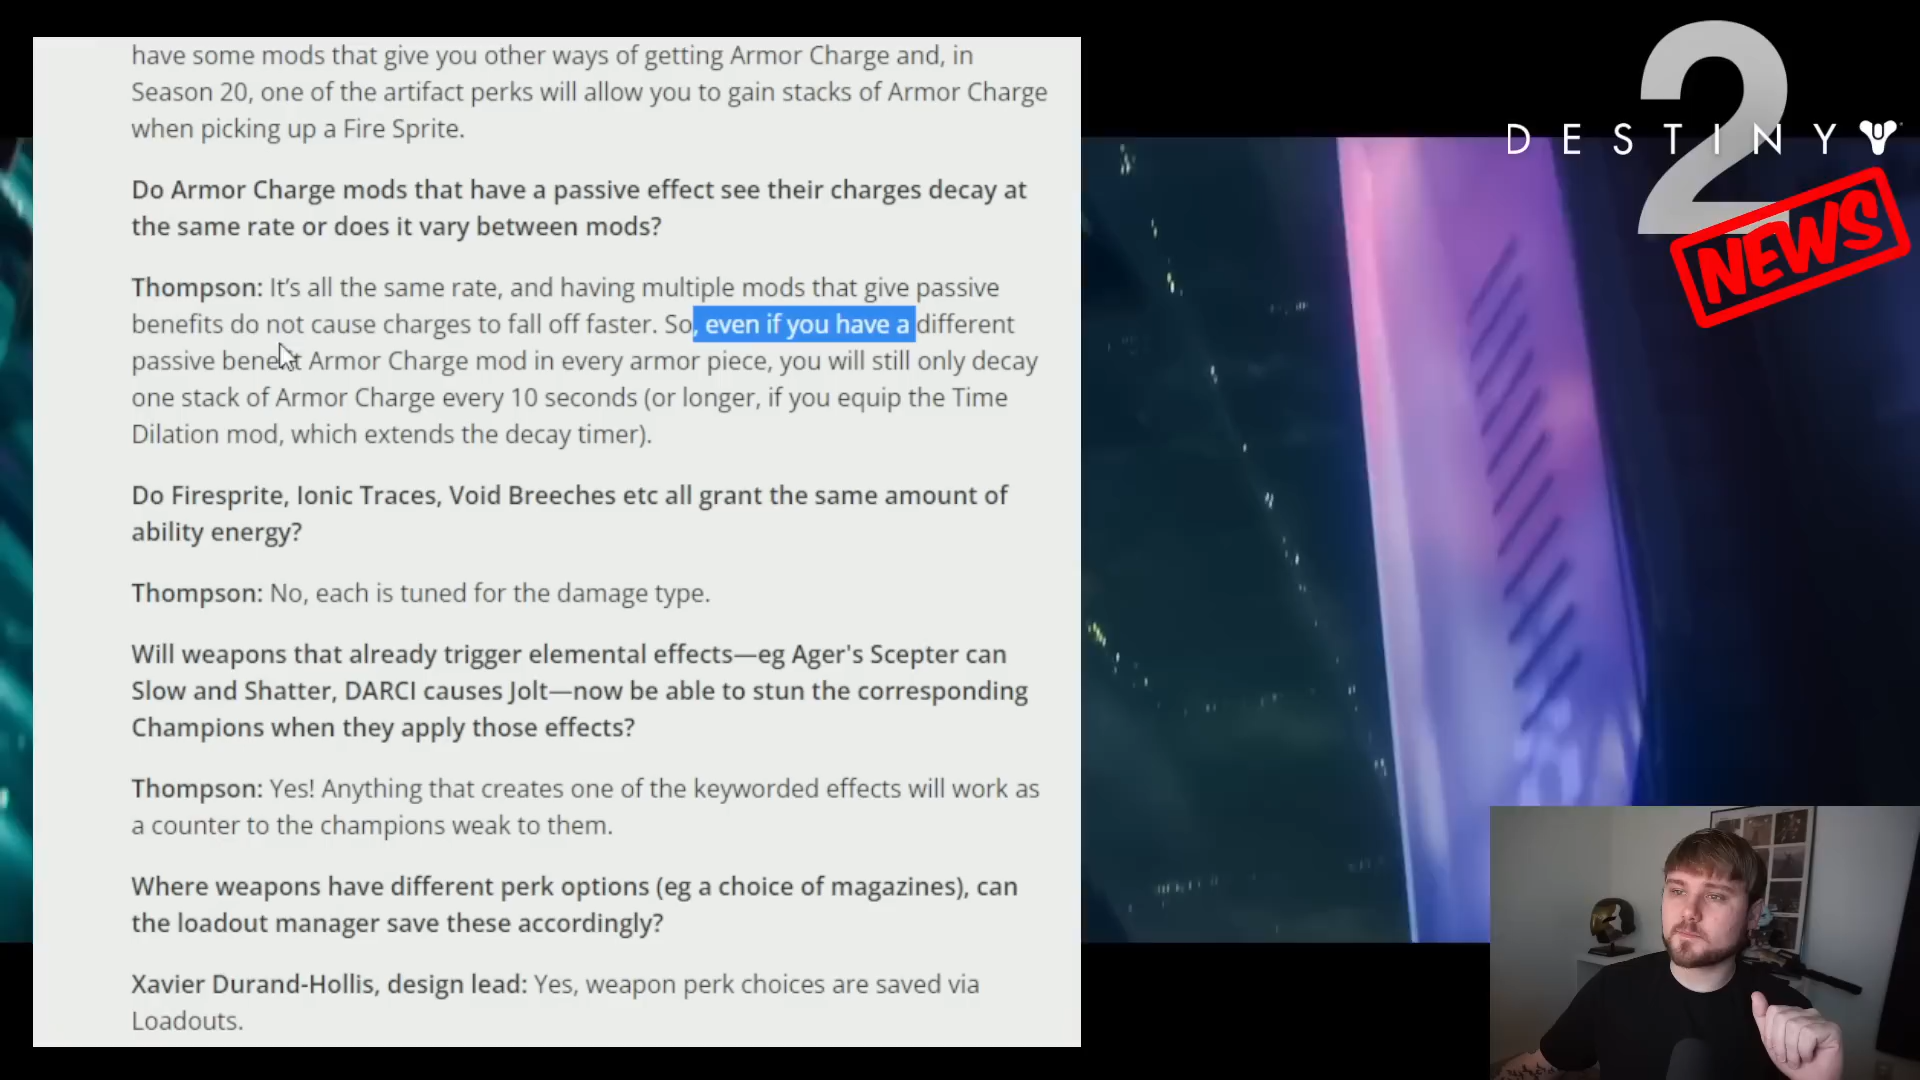 have some mods that give you other ways of getting Armor Charge and, in
Season 20, one of the artifact perks will allow you to gain stacks of Armor Charge
when picking up a Fire Sprite.
Do Armor Charge mods that have a passive effect see their charges decay at
the same rate or does it vary between mods?
Thompson: It’s all the same rate, and having multiple mods that give passive
benefits do not cause charges to fall off faster. So, even if you have a different
passive benefit Armor Charge mod in every armor piece, you will still only decay
one stack of Armor Charge every 10 seconds (or longer, if you equip the Time
Dilation mod, which extends the decay timer).
Do Firesprite, Ionic Traces, Void Breeches etc all grant the same amount of
ability energy?
Thompson: No, each is tuned for the damage type.
Will weapons that already trigger elemental effects—eg Ager's Scepter can
Slow and Shatter, DARCI causes Jolt—now be able to stun the corresponding
Champions when they apply those effects?
Thompson: Yes! Anything that creates one of the keyworded effects will work as
a counter to the champions weak to them.
Where weapons have different perk options (eg a choice of magazines), can
the loadout manager save these accordingly?
Xavier Durand-Hollis, design lead: Yes, weapon perk choices are saved via
Loadouts.
2
DESTINY
NEWS